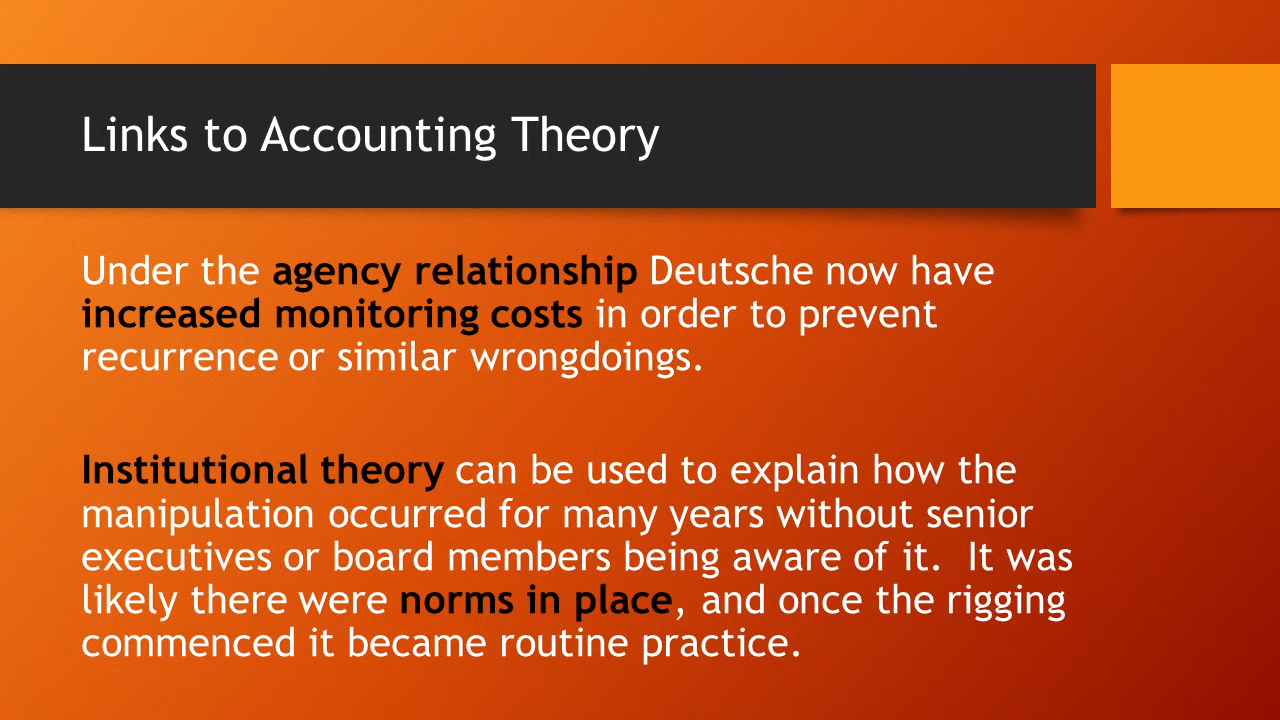 Links to Accounting Theory
Under the agency relationship Deutsche now have
increased monitoring costs in order to prevent
recurrence or similar wrongdoings.
Institutional theory can be used to explain how the
manipulation occurred for many years without senior
executives or board members being aware of it.  It was
likely there were norms in place, and once the rigging
commenced it became routine practice.